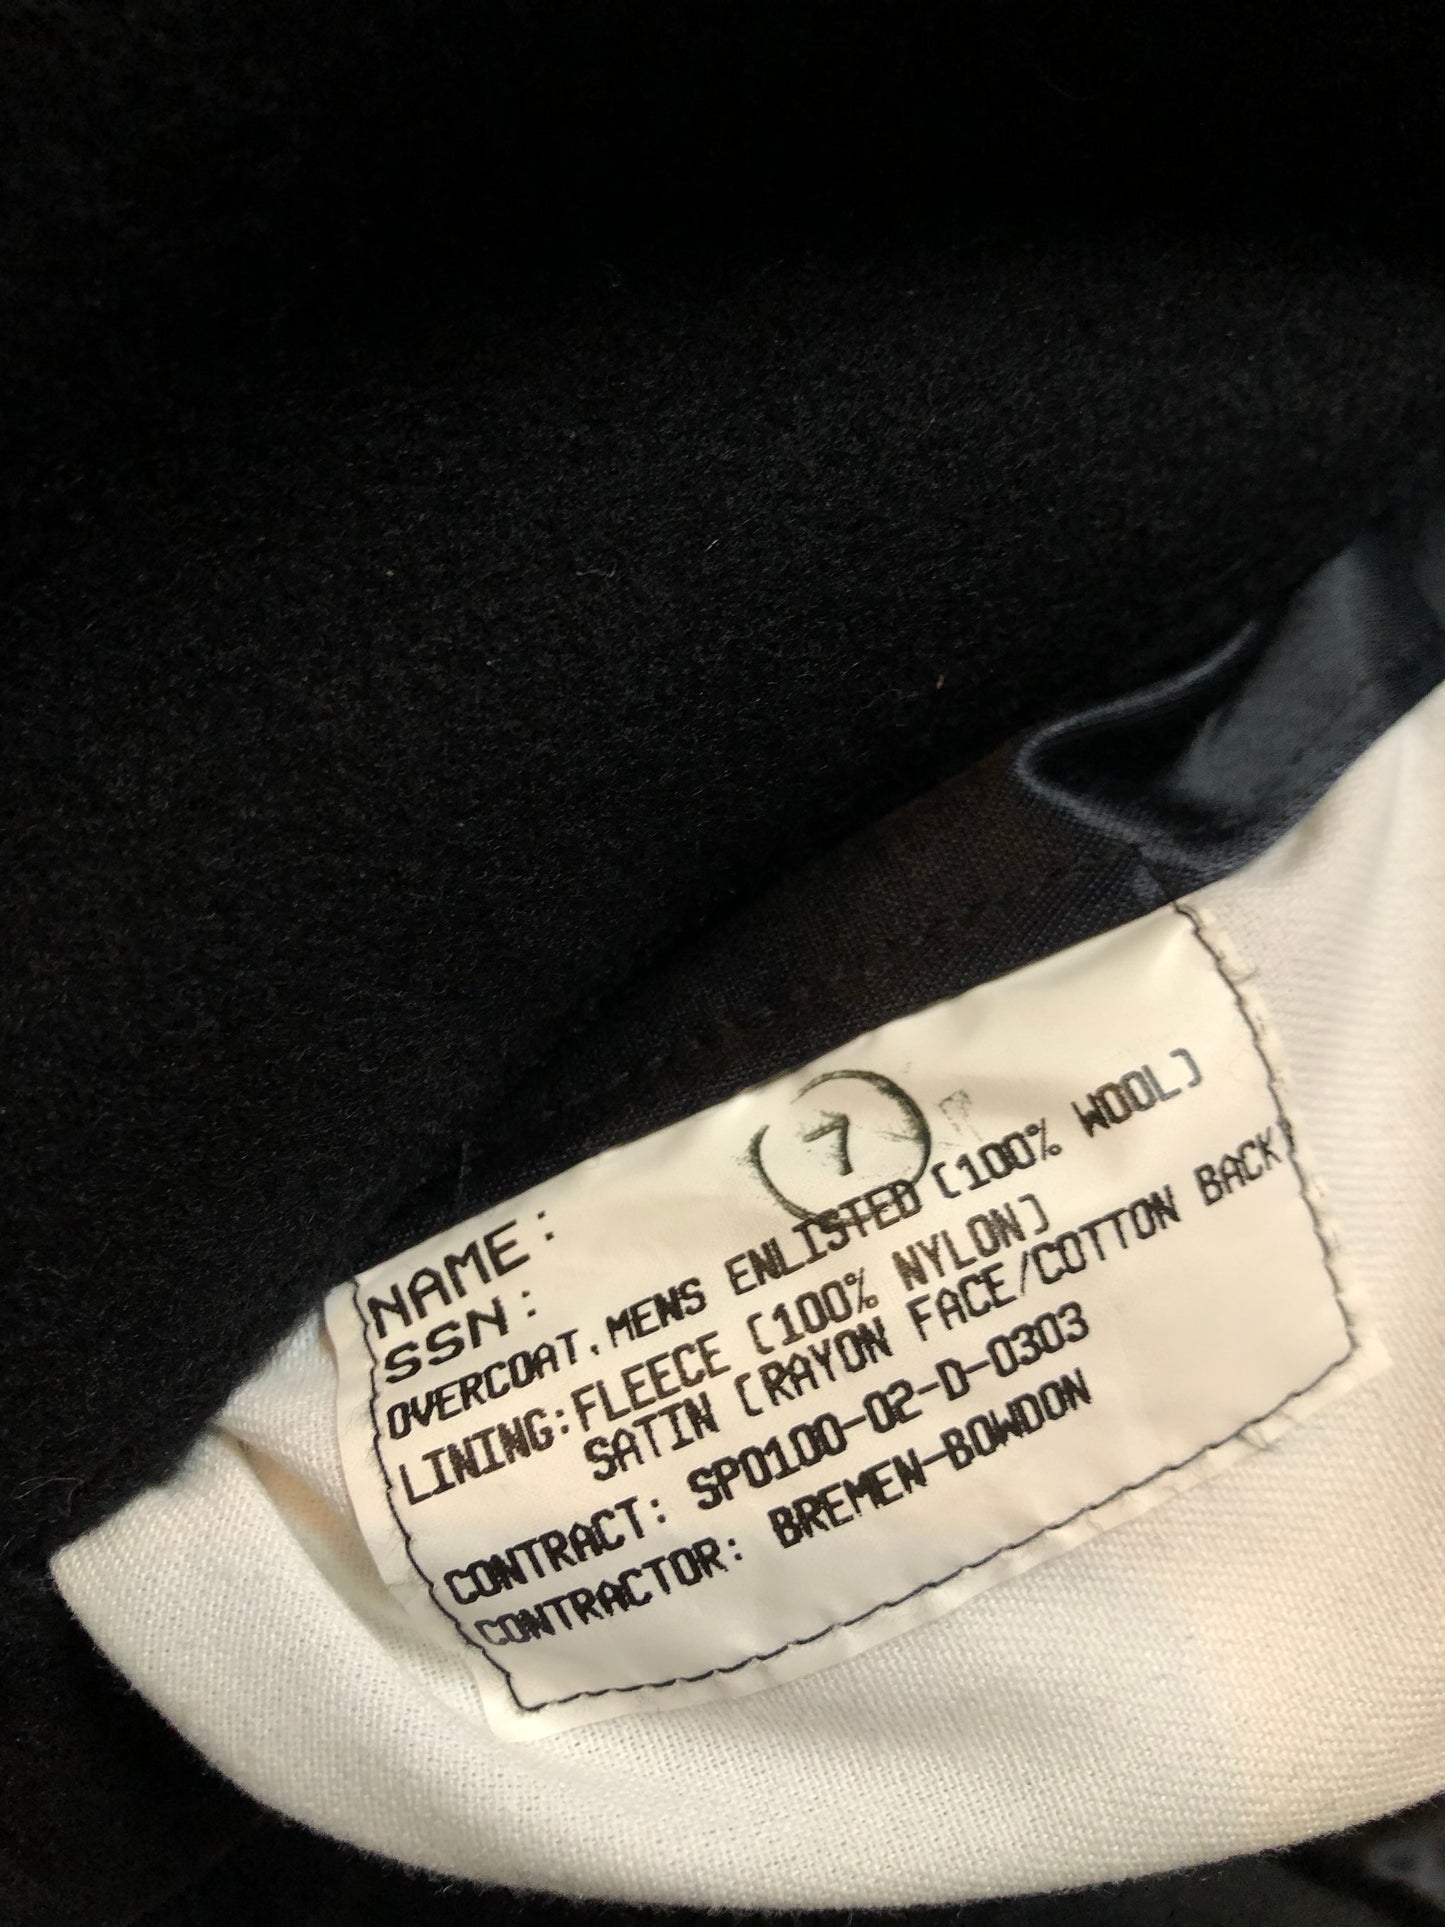 7
NAME:
SSN:
OVERCOAT, MENS ENLISTED [100% WOOL]
LINING:FLEECE [100% NYLON]
SATIN [RAYON FACE/COTTON BACK]
CONTRACT: SPO100-02-D-0303
CONTRACTOR: BREMEN-BOWDON